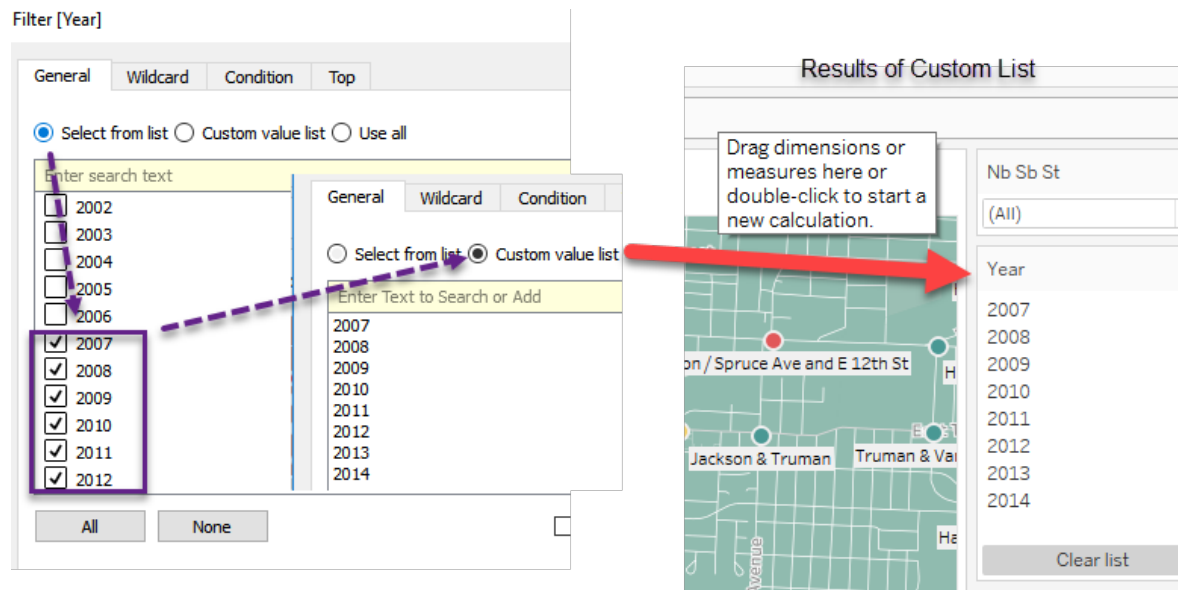 Filter [Year]
General Wildcard Condition Top
Select from list Custom value list Use all
Enter search text
2002
2003
2004
2005
2006
2007
2008
2009
2010
2011
2012
All None
General Wildcard Condition
Select from list Custom value list
Enter Text to Search or Add
2007
2008
2009
2010
2011
2012
2013
2014
Results of Custom List
Drag dimensions or
measures here or
double-click to start a
new calculation.
on / Spruce Ave and E 12th St
H
E
Jackson & Truman
Truman & Va
Ha
Avenue
Nb Sb St
(All)
Year
2007
2008
2009
2010
2011
2012
2013
2014
Clear list